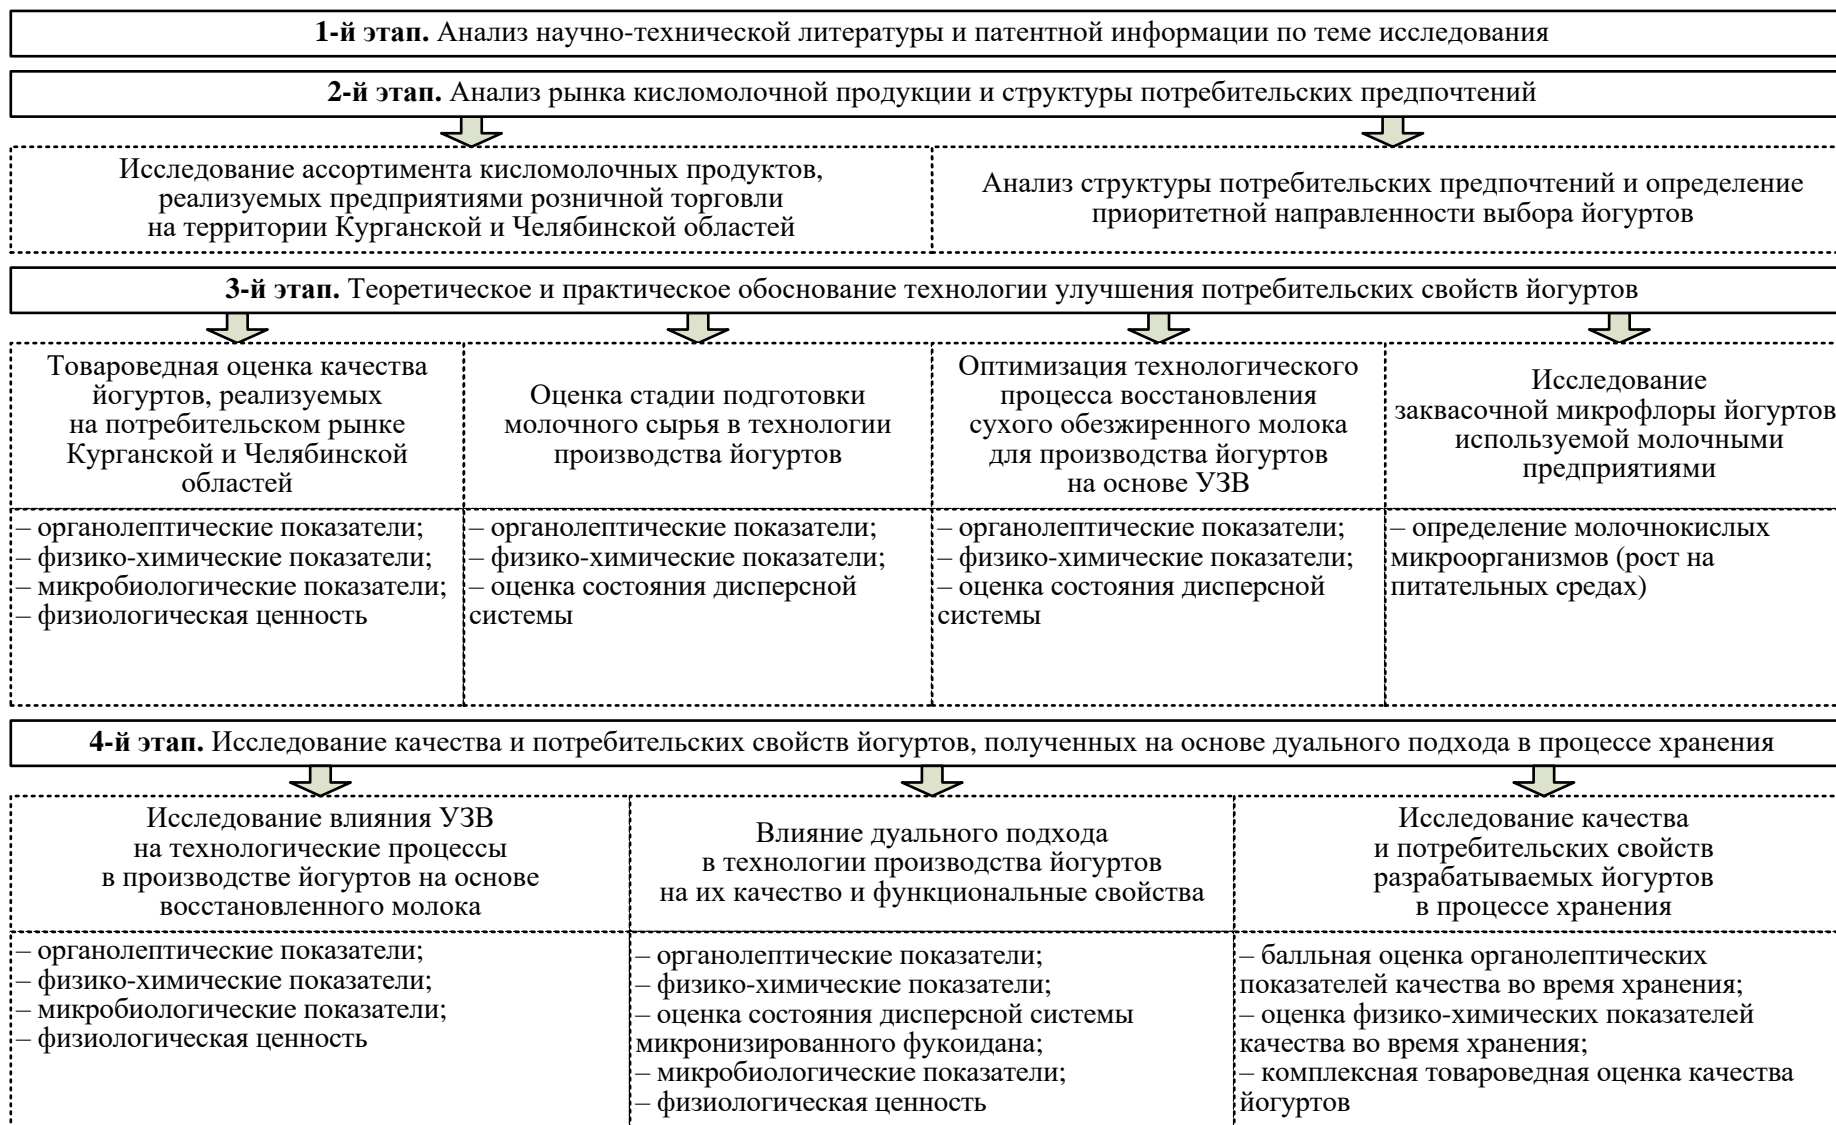 1-й этап. Анализ научно-технической литературы и патентной информации по теме исследования
2-й этап. Анализ рынка кисломолочной продукции и структуры потребительских предпочтений
Исследование ассортимента кисломолочных продуктов,
реализуемых предприятиями розничной торговли
на территории Курганской и Челябинской областей
Анализ структуры потребительских предпочтений и определение
приоритетной направленности выбора йогуртов
3-й этап. Теоретическое и практическое обоснование технологии улучшения потребительских свойств йогуртов
Товароведная оценка качества
йогуртов, реализуемых
на потребительском рынке
Курганской и Челябинской
областей
Оценка стадии подготовки
молочного сырья в технологии
производства йогуртов
Оптимизация технологического
процесса восстановления
сухого обезжиренного молока
для производства йогуртов
на основе УЗВ
Исследование
заквасочной микрофлоры йогуртов
используемой молочными
предприятиями
– органолептические показатели;
– физико-химические показатели;
– микробиологические показатели;
– физиологическая ценность
– органолептические показатели;
– физико-химические показатели;
– оценка состояния дисперсной
системы
– органолептические показатели;
– физико-химические показатели;
– оценка состояния дисперсной
системы
– определение молочнокислых
микроорганизмов (рост на
питательных средах)
4-й этап. Исследование качества и потребительских свойств йогуртов, полученных на основе дуального подхода в процессе хранения
Исследование влияния УЗВ
на технологические процессы
в производстве йогуртов на основе
восстановленного молока
Влияние дуального подхода
в технологии производства йогуртов
на их качество и функциональные свойства
Исследование качества
и потребительских свойств
разрабатываемых йогуртов
в процессе хранения
– органолептические показатели;
– физико-химические показатели;
– микробиологические показатели;
– физиологическая ценность
– органолептические показатели;
– физико-химические показатели;
– оценка состояния дисперсной системы
микронизированного фукоидана;
– микробиологические показатели;
– физиологическая ценность
– балльная оценка органолептических
показателей качества во время хранения;
– оценка физико-химических показателей
качества во время хранения;
– комплексная товароведная оценка качества
йогуртов